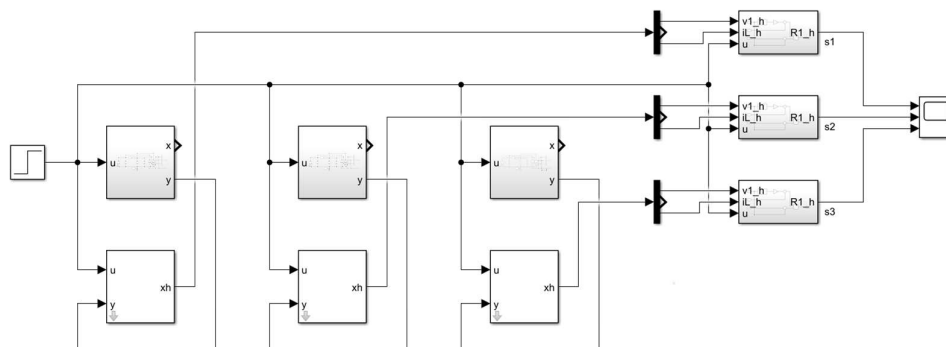 v1_h
iL_h R1_h
u s1
v1_h
iL_h R1_h
u s2
x x x
u u u
y y y
v1_h
iL_h R1_h
u s3
u u u
xh xh xh
y y y